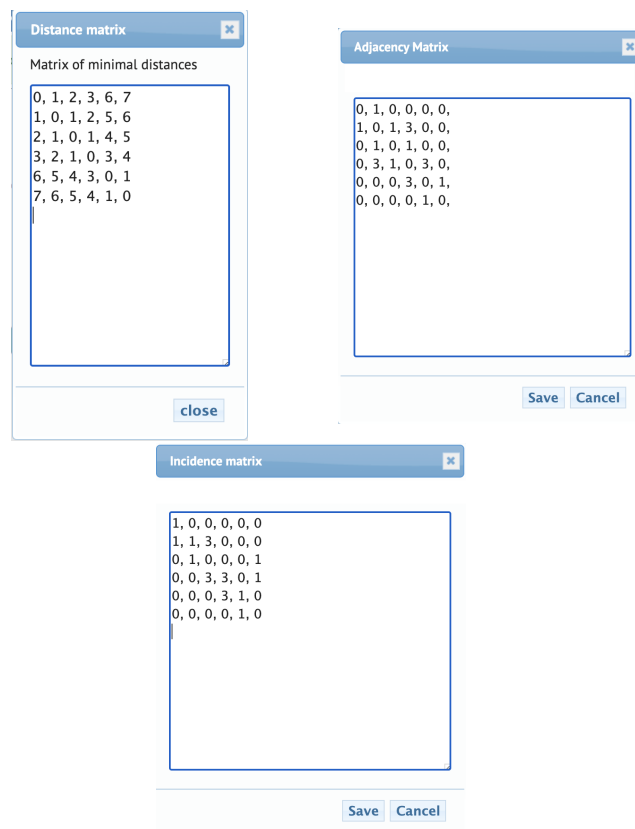 Distance matrix
Matrix of minimal distances
0, 1, 2, 3, 6, 7
1, 0, 1, 2, 5, 6
2, 1, 0, 1, 4, 5
3, 2, 1, 0, 3, 4
6, 5, 4, 3, 0, 1
7, 6, 5, 4, 1, 0
close
Adjacency Matrix
0, 1, 0, 0, 0, 0,
1, 0, 1, 3, 0, 0,
0, 1, 0, 1, 0, 0,
0, 3, 1, 0, 3, 0,
0, 0, 0, 3, 0, 1,
0, 0, 0, 0, 1, 0,
Save Cancel
Incidence matrix
1, 0, 0, 0, 0, 0
1, 1, 3, 0, 0, 0
0, 1, 0, 0, 0, 1
0, 0, 3, 3, 0, 1
0, 0, 0, 3, 1, 0
0, 0, 0, 0, 1, 0
Save Cancel